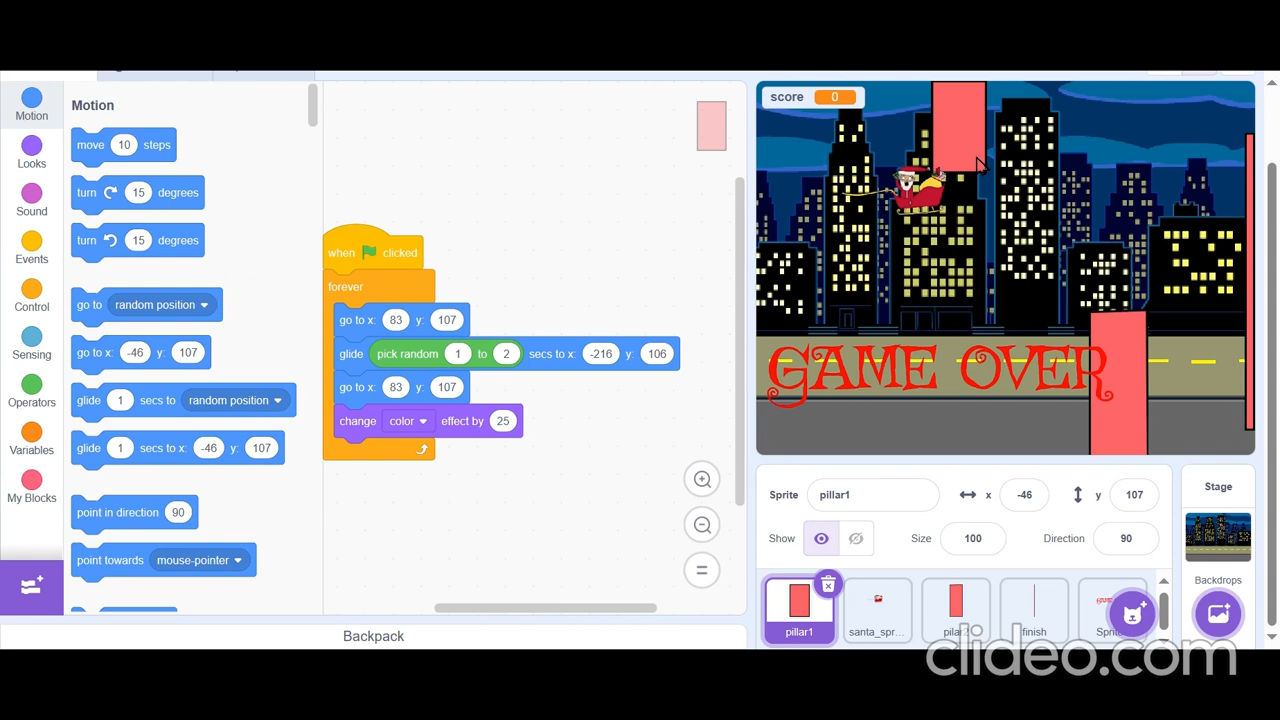 Motion
Looks
Sound
Events
Control
Sensing
Operators
Variables
My Blocks
Motion
move 10 steps
turn 15 degrees
turn 15 degrees
go to random position
go to x: -46 y: 107
glide 1 secs to random position
glide 1 secs to x: -46 y: 107
point in direction 90
point towards mouse-pointer
when clicked
forever
go to x: 83 y: 107
glide pick random 1 to 2 secs to x: -216 y: 106
go to x: 83 y: 107
change color effect by 25
Backpack
score 0
GAME OVER
Sprite pillar1 x -46 y 107
Show Size 100 Direction 90
pillar1
santa_spr...
finish
Stage
Backdrops
clideo.com